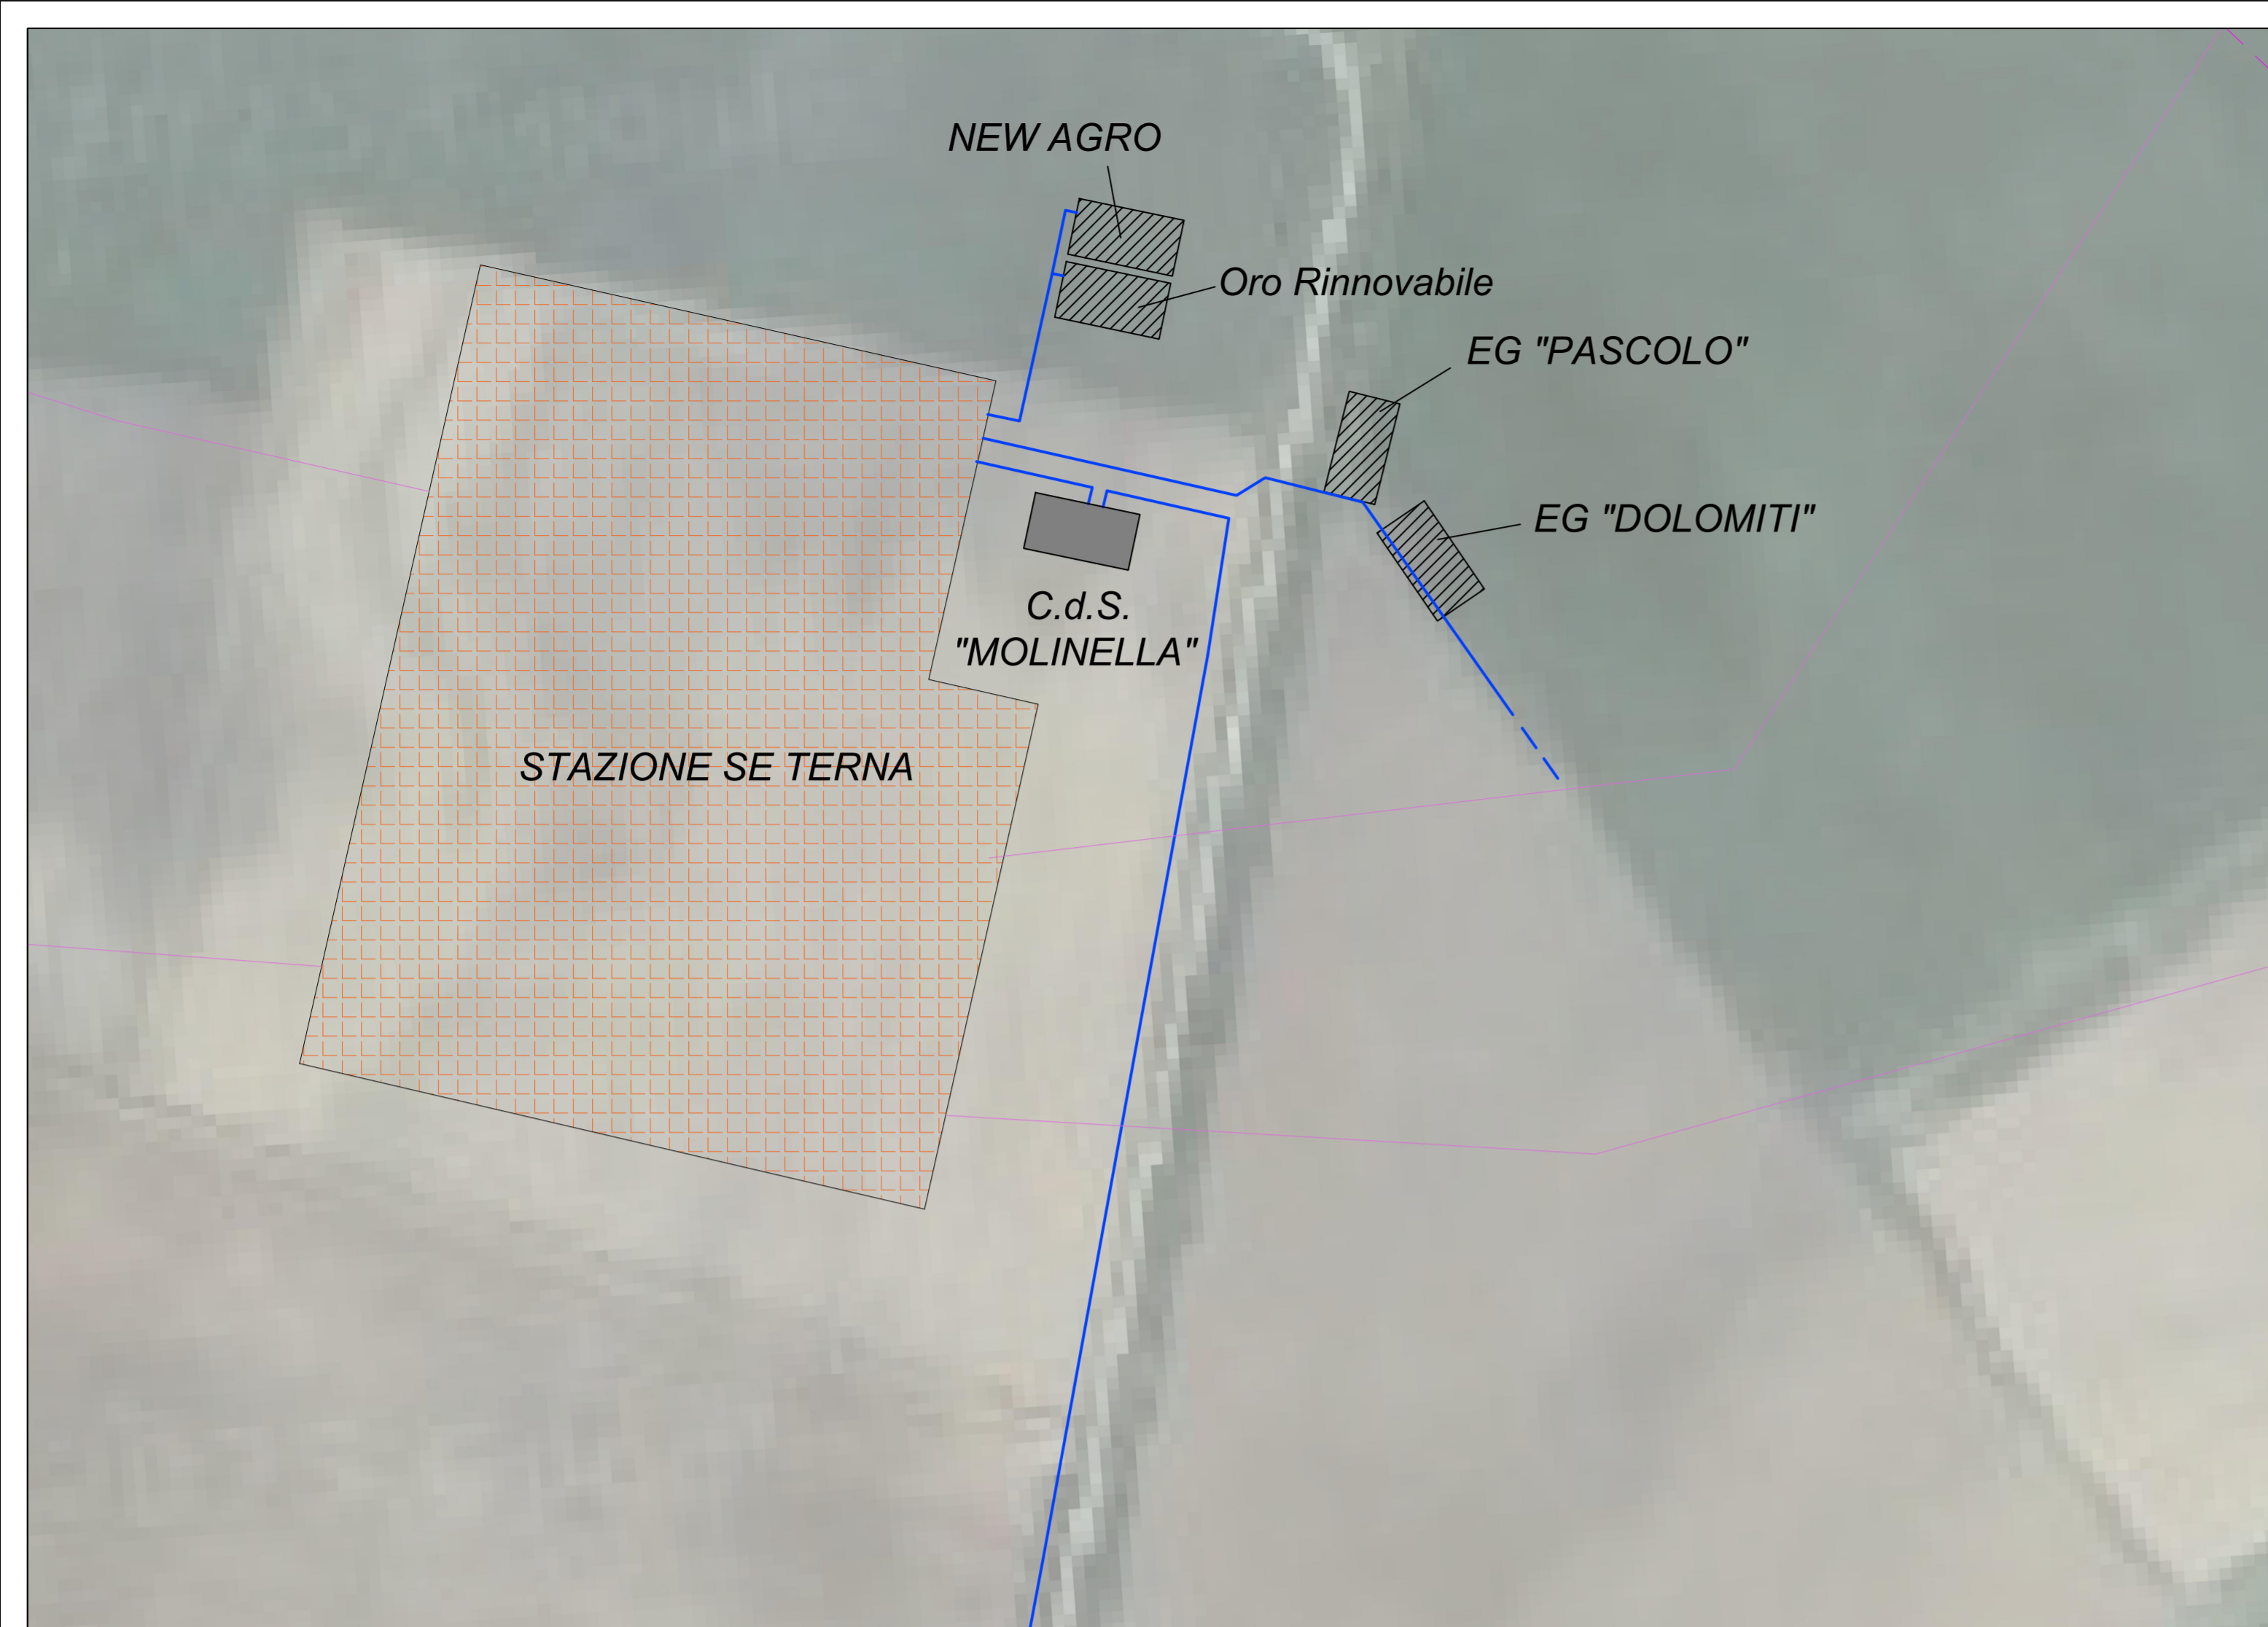 NEW AGRO
Oro Rinnovabile
EG "PASCOLO"
EG "DOLOMITI"
C.d.S.
"MOLINELLA"
STAZIONE SE TERNA